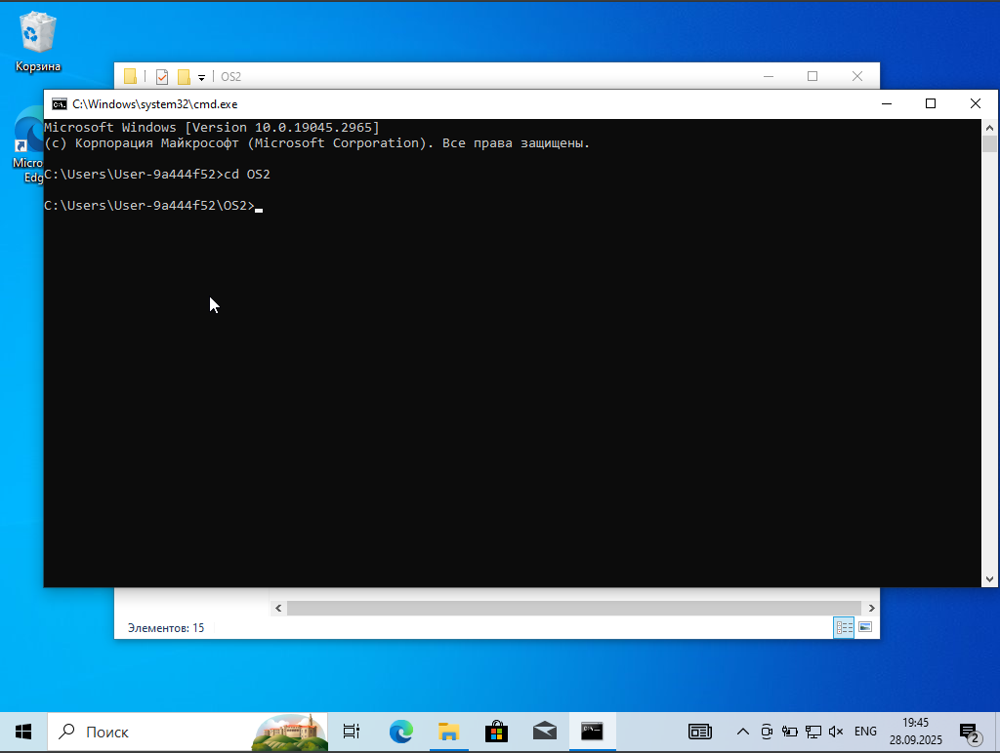 Корзина
OS2
C:\Windows\system32\cmd.exe
Microsoft Windows [Version 10.0.19045.2965]
(c) Корпорация Майкрософт (Microsoft Corporation). Все права защищены.
Micro
Edg
C:\Users\User-9a444f52>cd OS2
C:\Users\User-9a444f52\OS2>
Элементов: 15
Поиск
ENG
19:45
28.09.2025
2